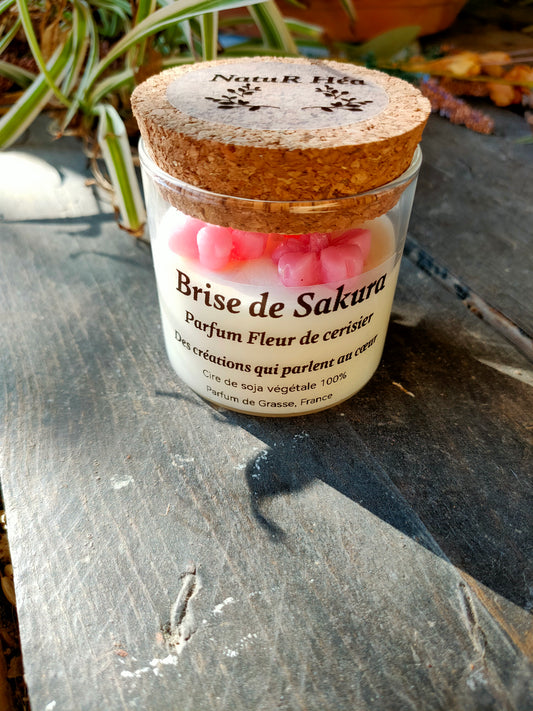 NatuR Héa
Brise de Sakura
Parfum Fleur de cerisier
Des créations qui parlent au cœur
Cire de soja végétale 100%
Parfum de Grasse, France